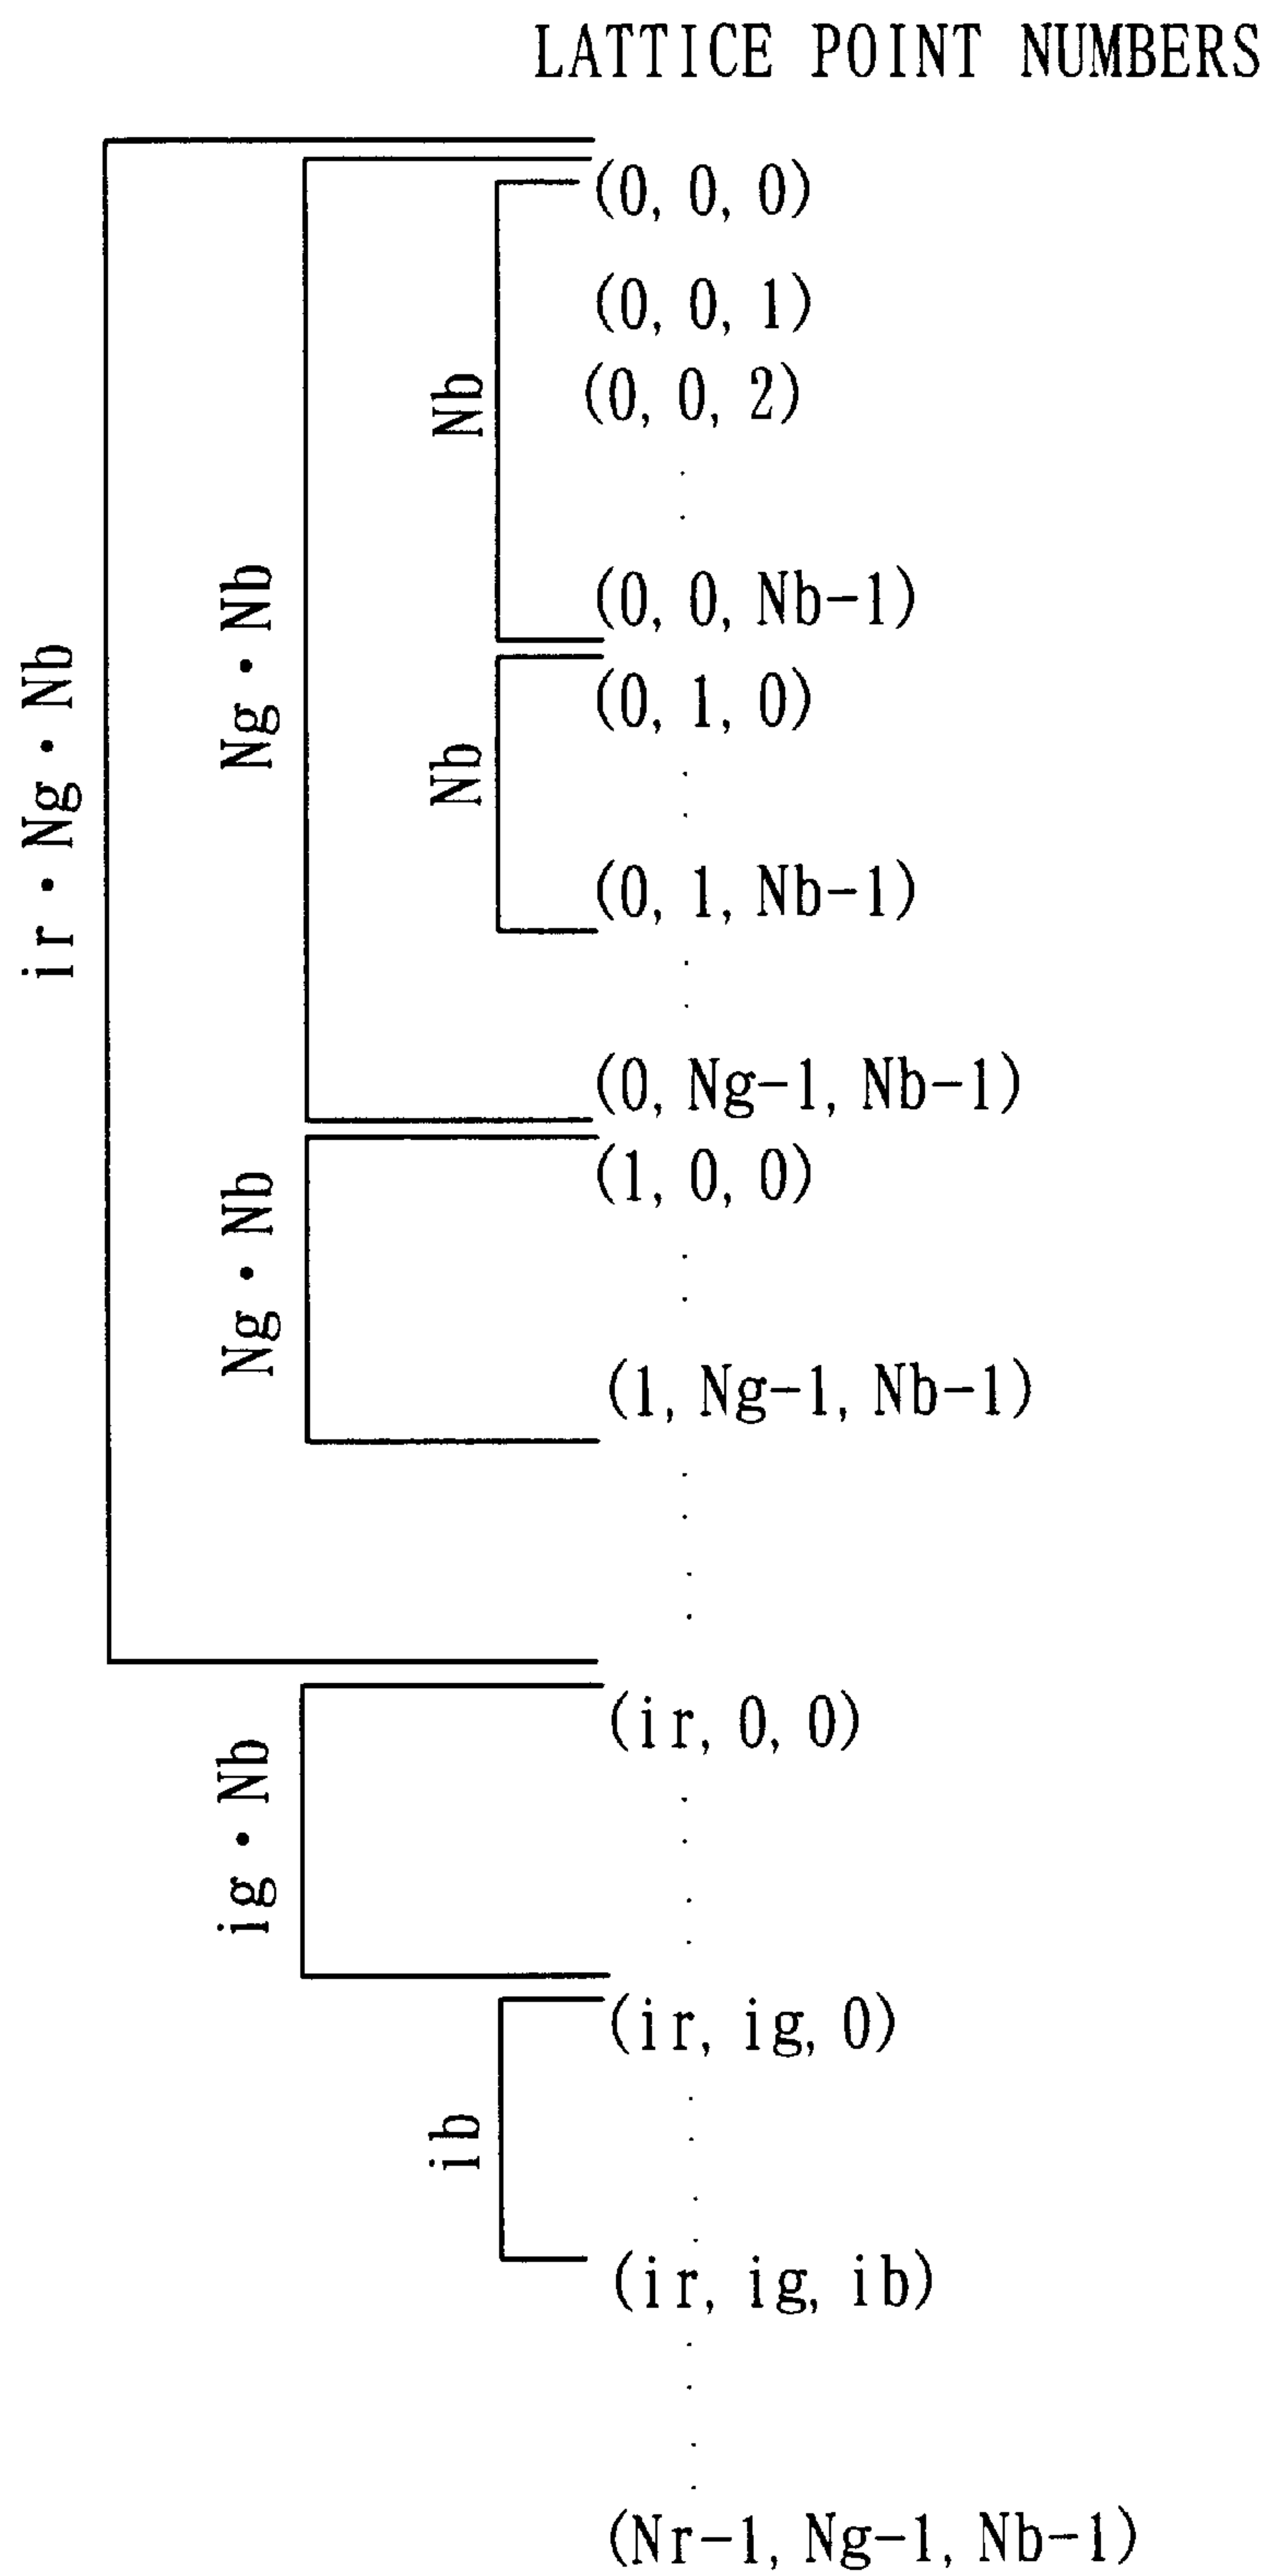 LATTICE POINT NUMBERS
ir・Ng・Nb
Ng・Nb
Nb
(0, 0, 0)
(0, 0, 1)
(0, 0, 2)
(0, 0, Nb-1)
Nb
(0, 1, 0)
(0, 1, Nb-1)
(0, Ng-1, Nb-1)
Ng・Nb
(1, 0, 0)
(1, Ng-1, Nb-1)
ig・Nb
(ir, 0, 0)
(ir, ig, 0)
ib
(ir, ig, ib)
(Nr-1, Ng-1, Nb-1)